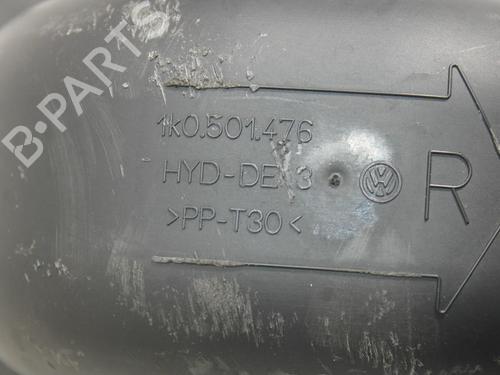 B-PARTS
1K0.501.476
HYD-DE 3
>PP-T30<
R